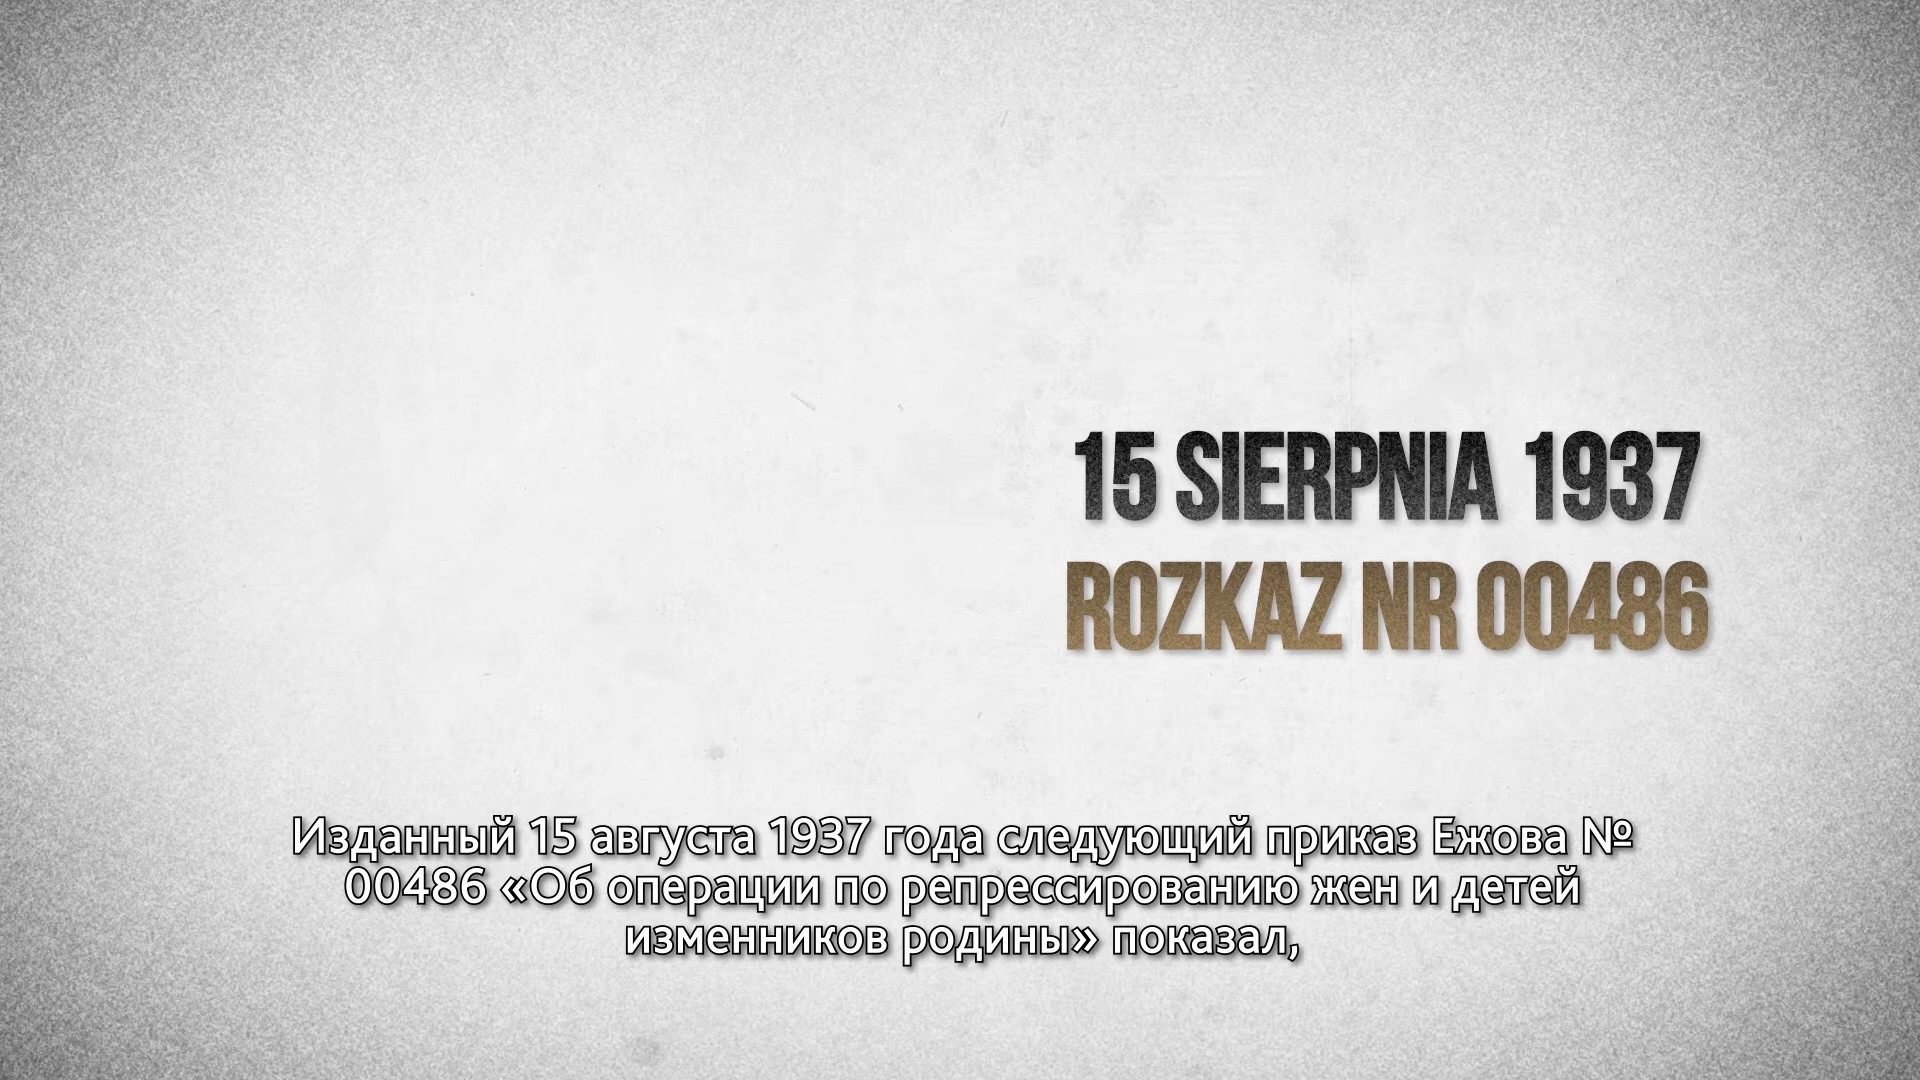 15 SIERPNIA 1937
ROZKAZ NR 00486
Изданный 15 августа 1937 года следующий приказ Ежова №
00486 «Об операции по репрессированию жен и детей
изменников родины» показал,